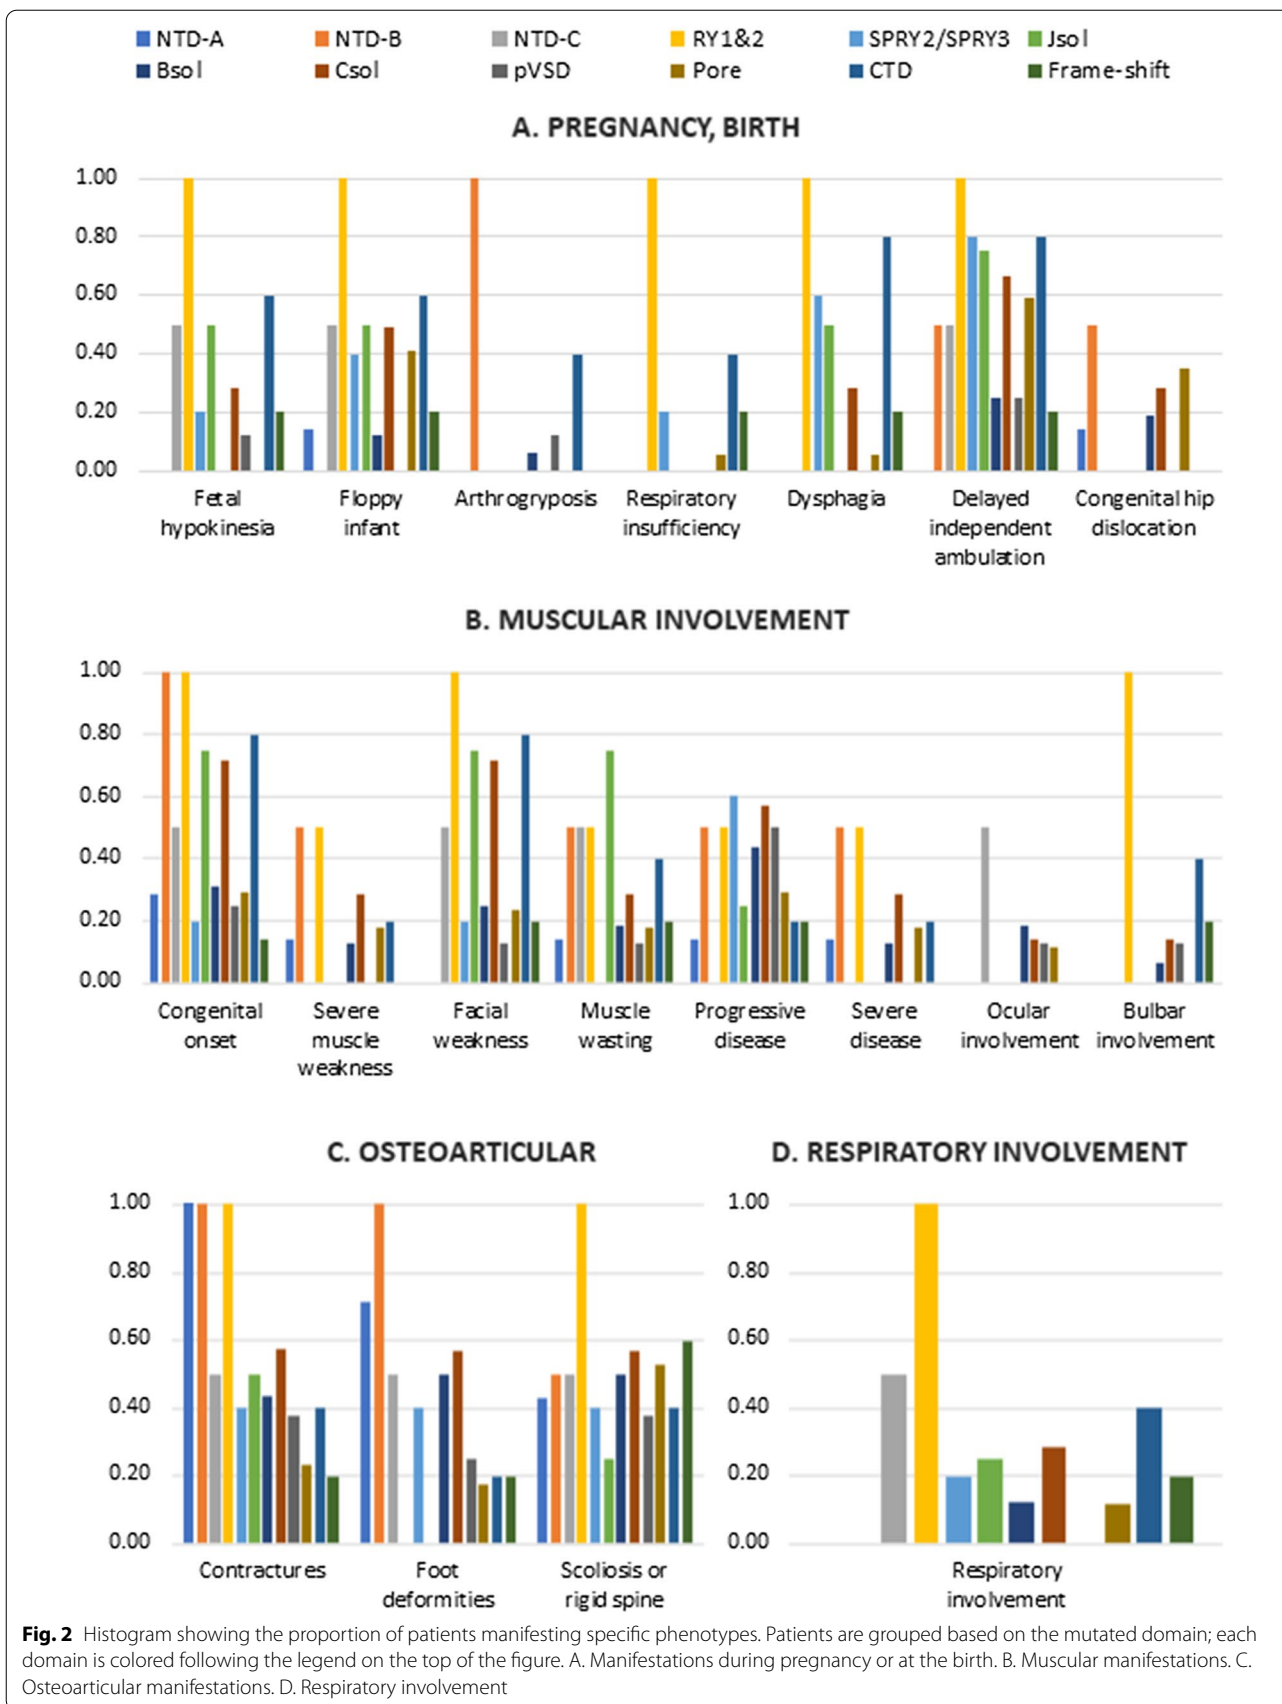 NTD-A NTD-B NTD-C RY1&2 SPRY2/SPRY3 Jsol
Bsol Csol pVSD Pore CTD Frame-shift
A. PREGNANCY, BIRTH
1.00
0.80
0.60
0.40
0.20
0.00
Fetal hypokinesia
Floppy infant
Arthrogryposis
Respiratory insufficiency
Dysphagia
Delayed independent ambulation
Congenital hip dislocation
B. MUSCULAR INVOLVEMENT
1.00
0.80
0.60
0.40
0.20
0.00
Congenital onset
Severe muscle weakness
Facial weakness
Muscle wasting
Progressive disease
Severe disease
Ocular involvement
Bulbar involvement
C. OSTEOARTICULAR
1.00
0.80
0.60
0.40
0.20
0.00
Contractures
Foot deformities
Scoliosis or rigid spine
D. RESPIRATORY INVOLVEMENT
1.00
0.80
0.60
0.40
0.20
0.00
Respiratory involvement
Fig. 2 Histogram showing the proportion of patients manifesting specific phenotypes. Patients are grouped based on the mutated domain; each
domain is colored following the legend on the top of the figure. A. Manifestations during pregnancy or at the birth. B. Muscular manifestations. C.
Osteoarticular manifestations. D. Respiratory involvement